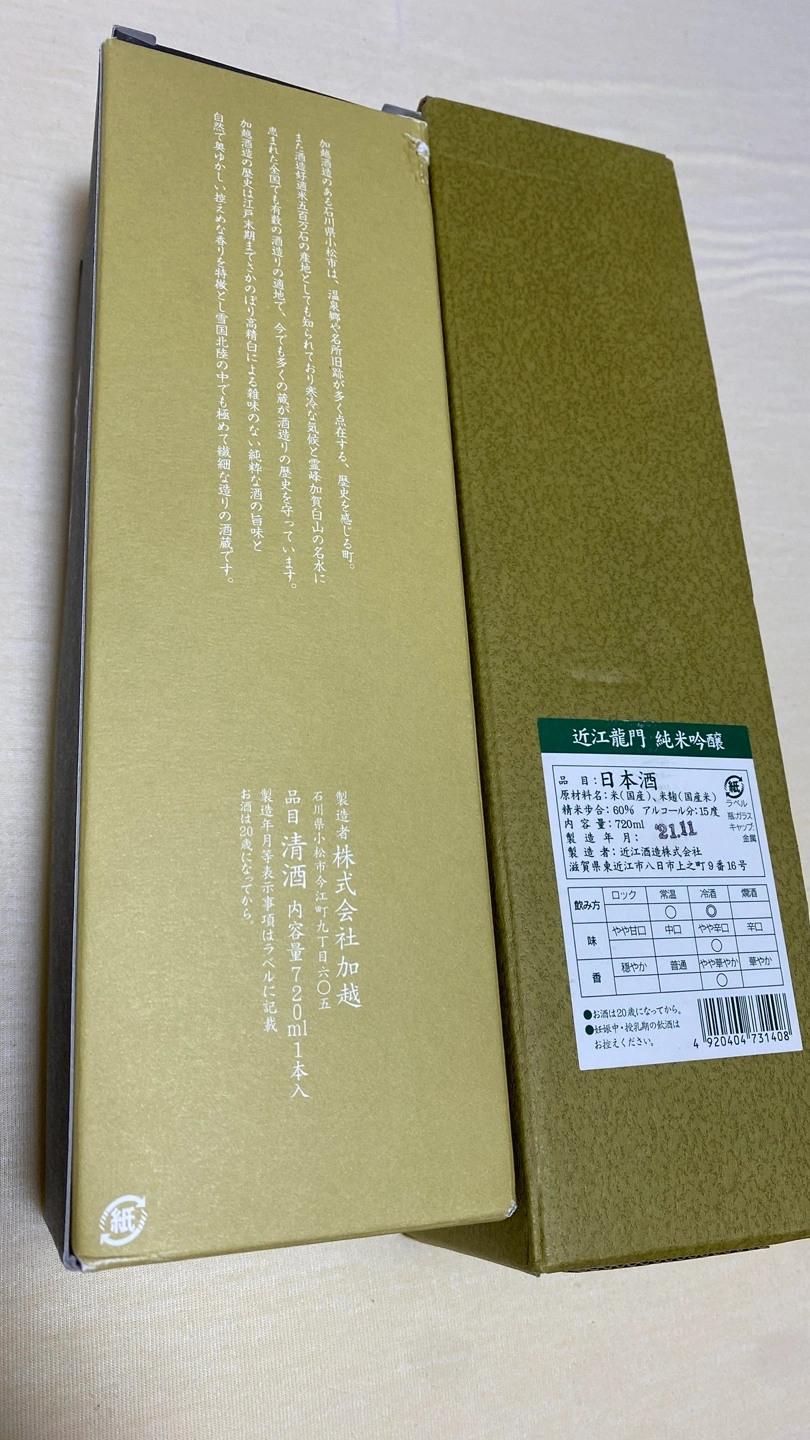 加越酒造のある石川県小松市は、温泉郷や名所旧跡が多く点在する、歴史を感じる町。
また酒造好適米五百万石の産地としても知られており寒冷な気候と霊峰加賀白山の名水に
恵まれた全国でも有数の酒造りの適地で、今でも多くの蔵が酒造りの歴史を守っています。
加越酒造の歴史は江戸末期までさかのぼり高精白による雑味のない純粋な酒の旨味と
自然で奥ゆかしい控えめな香りを特徴とし雪国北陸の中でも極めて繊細な造りの酒蔵です。
製造者 株式会社加越
石川県小松市今江町九丁目六〇五
品目 清酒 内容量720ml1本入
製造年月等表示事項はラベルに記載
お酒は20歳になってから。
紙
近江龍門 純米吟醸
品 目:日本酒
原材料名:米(国産)、米麹(国産米)
精米歩合:60% アルコール分:15度
内容量:720ml
製造年月: '21.11
製造者:近江酒造株式会社
滋賀県東近江市八日市上之町9番16号
紙
ラベル
瓶:ガラス
キャップ:
金属
飲み方 ロック 常温 冷酒 燗酒
○ ◎
味 やや甘口 中口 やや辛口 辛口
○
香 穏やか 普通 やや華やか 華やか
○
●お酒は20歳になってから。
●妊娠中・授乳期の飲酒は
お控えください。
4 920404 731408